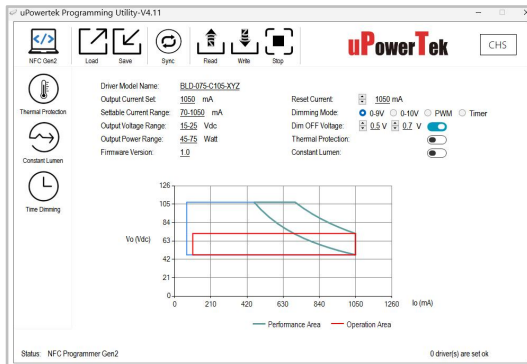 uPowertek Programming Utility-V4.11
</>
NFC Gen2
Load
Save
Sync
Read
Write
Stop
uPowerTek
CHS
Thermal Protection
Constant Lumen
Time Dimming
Driver Model Name: BLD-075-C105-XYZ
Output Current Set: 1050 mA
Settable Current Range: 70-1050 mA
Output Voltage Range: 15-25 Vdc
Output Power Range: 45-75 Watt
Firmware Version: 1.0
Reset Current: 1050 mA
Dimming Mode: 0-9V 0-10V PWM Timer
Dim OFF Voltage: 0.5 V 0.7 V
Thermal Protection:
Constant Lumen:
126
105
84
63
42
21
0
Vo (Vdc)
0 210 420 630 840 1050 1260 Io (mA)
Performance Area Operation Area
Status: NFC Programmer Gen2
0 driver(s) are set ok